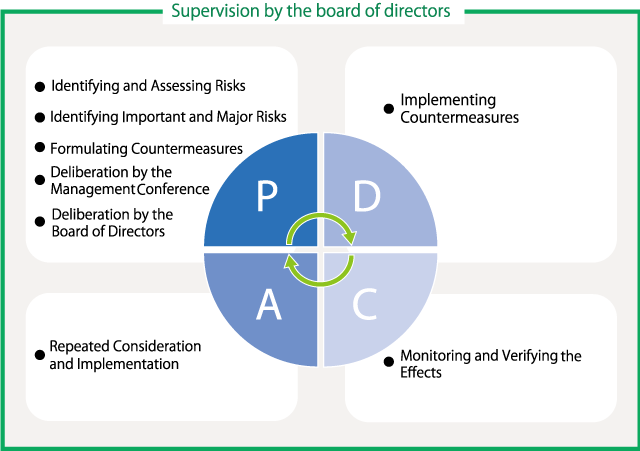 Supervision by the board of directors
● Identifying and Assessing Risks
● Identifying Important and Major Risks
● Formulating Countermeasures
● Deliberation by the
Management Conference
● Deliberation by the
Board of Directors
● Implementing
Countermeasures
P
D
A
C
● Repeated Consideration
and Implementation
● Monitoring and Verifying the
Effects